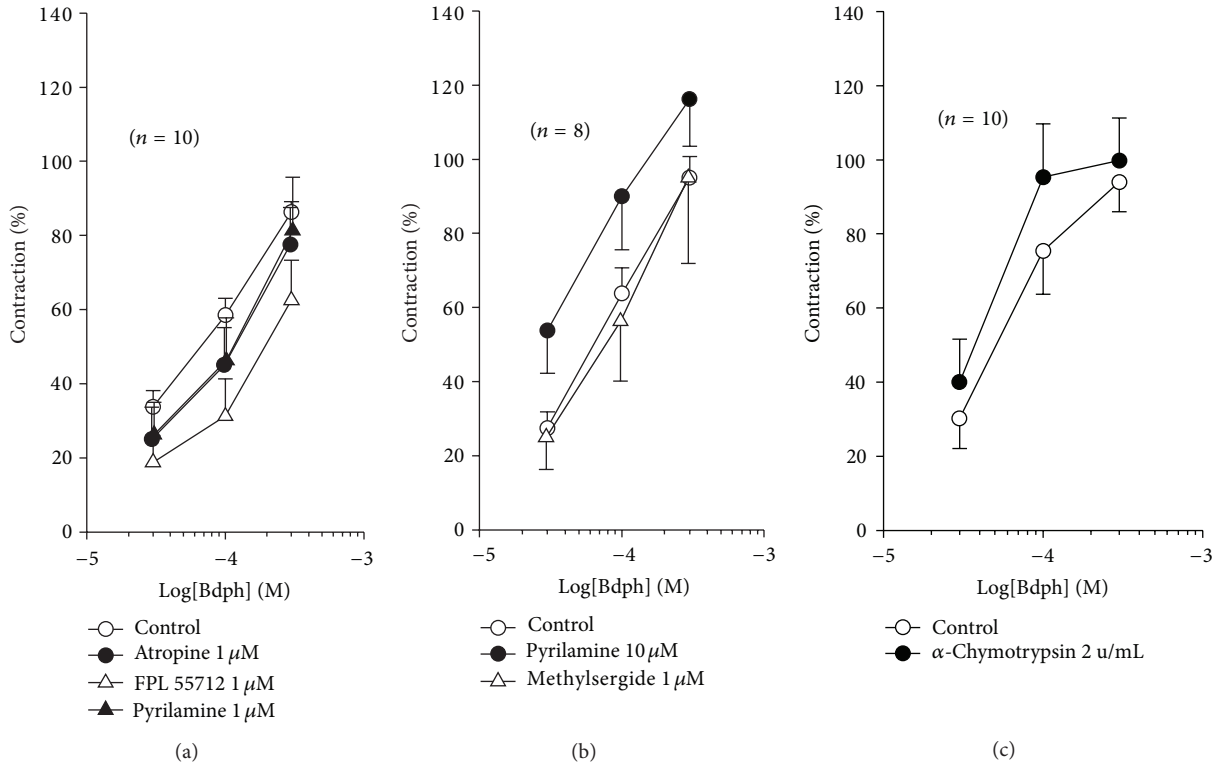 140
120
100
80
60
40
20
0
Contraction (%)
(n = 10)
−5
−4
−3
Log[Bdph] (M)
Control
Atropine 1 μM
FPL 55712 1 μM
Pyrilamine 1 μM
(a)
140
120
100
80
60
40
20
0
Contraction (%)
(n = 8)
−5
−4
−3
Log[Bdph] (M)
Control
Pyrilamine 10 μM
Methylsergide 1 μM
(b)
140
120
100
80
60
40
20
0
Contraction (%)
(n = 10)
−5
−4
−3
Log[Bdph] (M)
Control
α-Chymotrypsin 2 u/mL
(c)